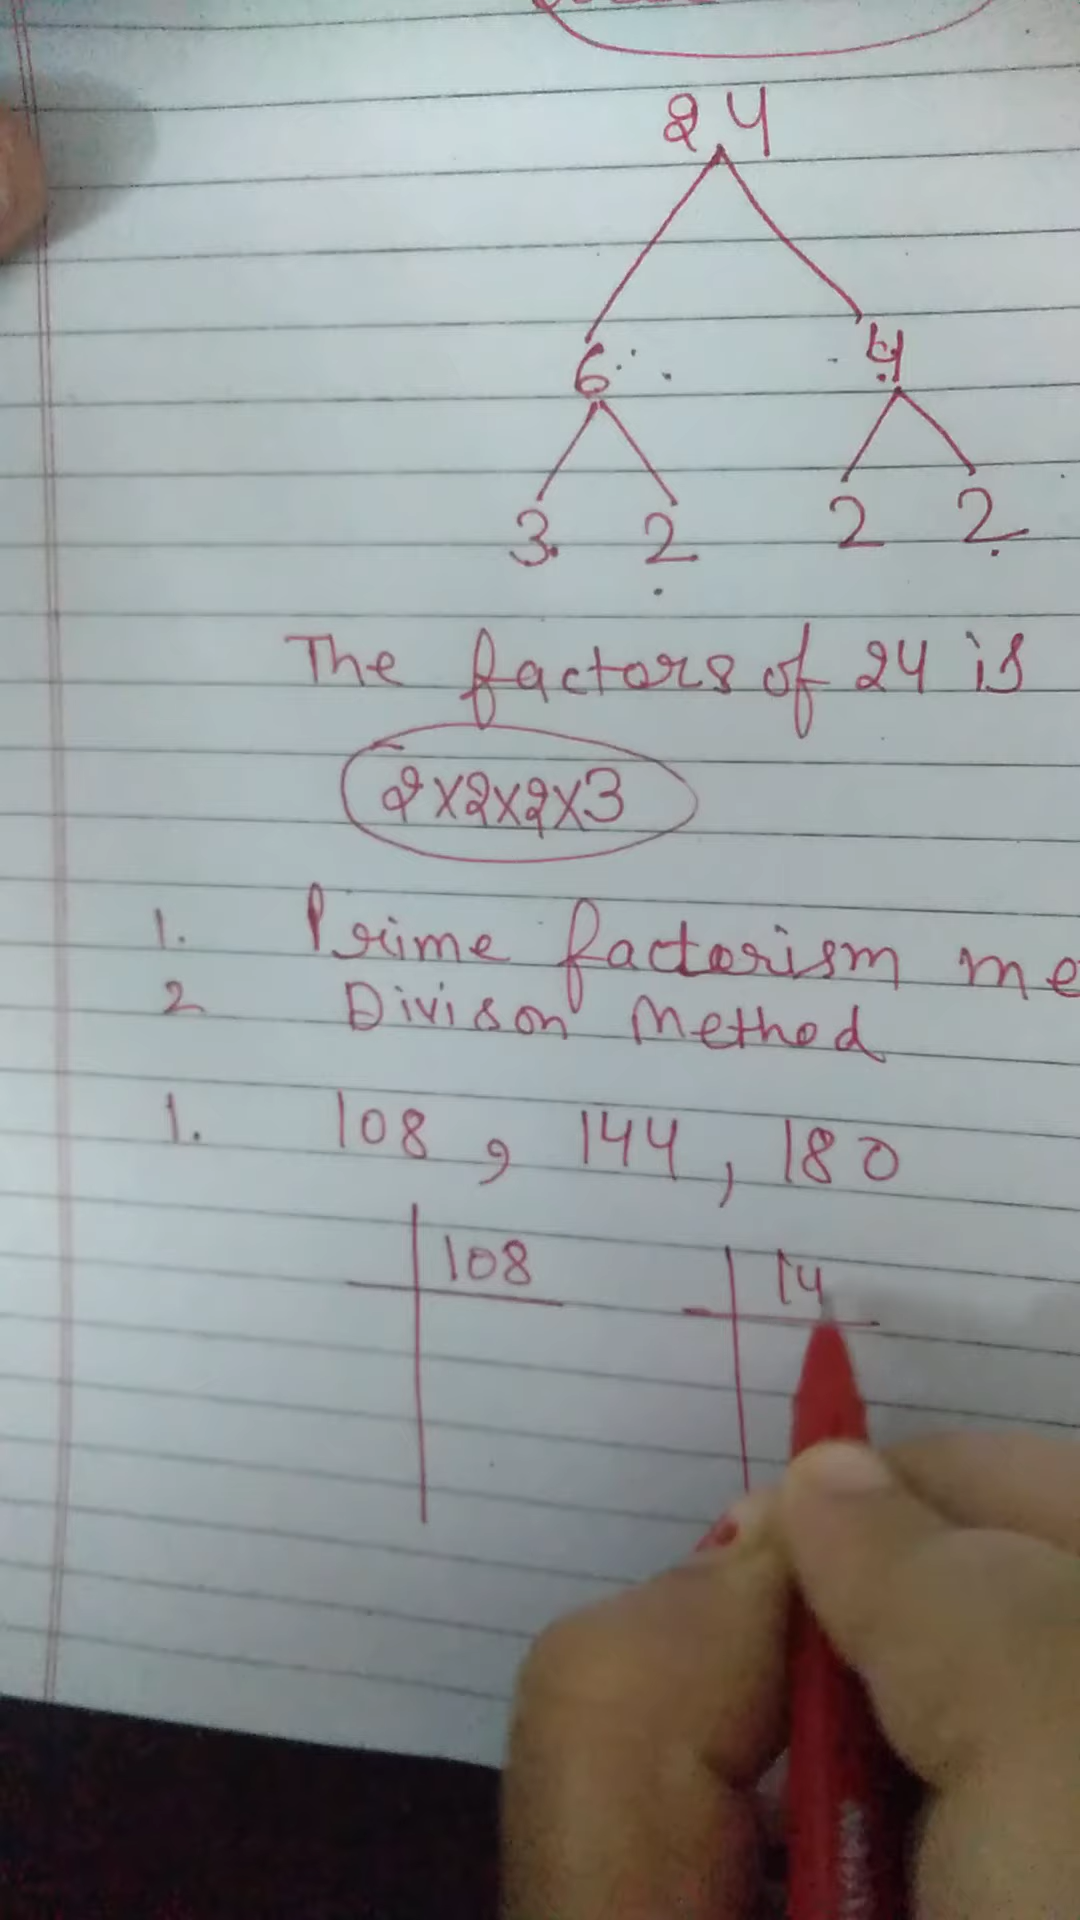 24
6 4
3 2 2 2
The factors of 24 is
2x2x2x3
1. Prime factorism me
2 Divison Method
1. 108, 144, 180
108 14